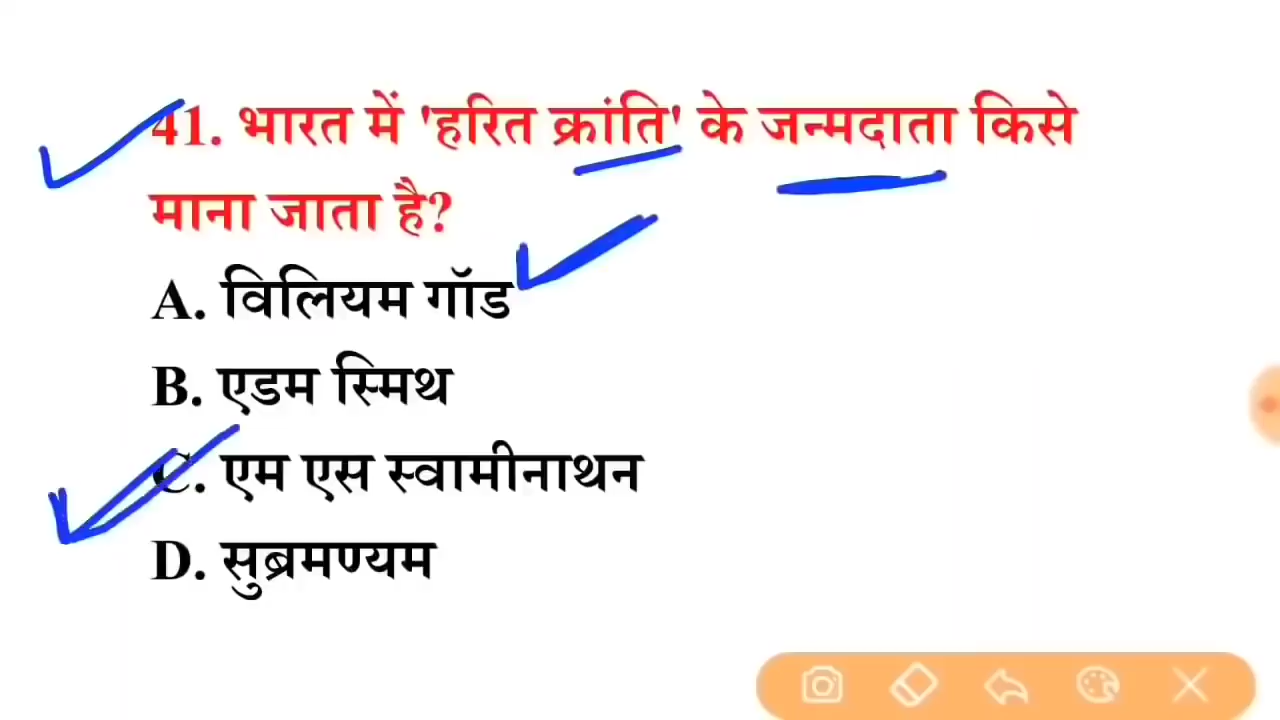 41. भारत में 'हरित क्रांति' के जन्मदाता किसे
माना जाता है?
A. विलियम गॉड
B. एडम स्मिथ
C. एम एस स्वामीनाथन
D. सुब्रमण्यम